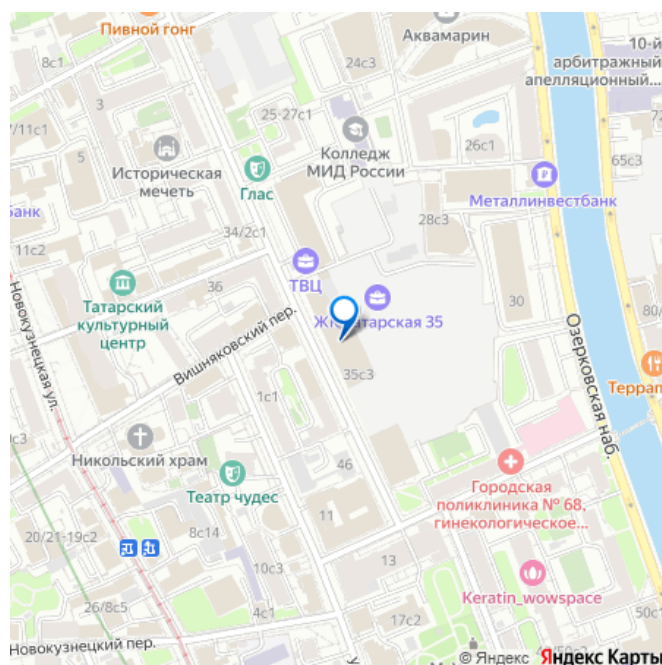 Пивной гонг
Аквамарин
10-й
арбитражный
апелляционный...
8с1
24с3
3
25-27с1
7/11с1
5
Историческая
мечеть
Глас
Колледж
МИД России
26с1
65с3
Металлинвестбанк
банк
11с2
34/2с1
28с3
ТВЦ
36
Татарский
культурный
центр
Новокузнецкая ул.
Вишняковский пер.
Татарская 35
30
80/
Озерковская наб.
35с3
1с1
Террап
Никольский храм
46
Театр чудес
Городская
поликлиника № 68,
гинекологическое...
11
20/21-19с2
8с14
10с3
13
Keratin_wowspace
26/8с5
4с1
17с2
50с1
Новокузнецкий пер.
© Яндекс Яндекс Карты